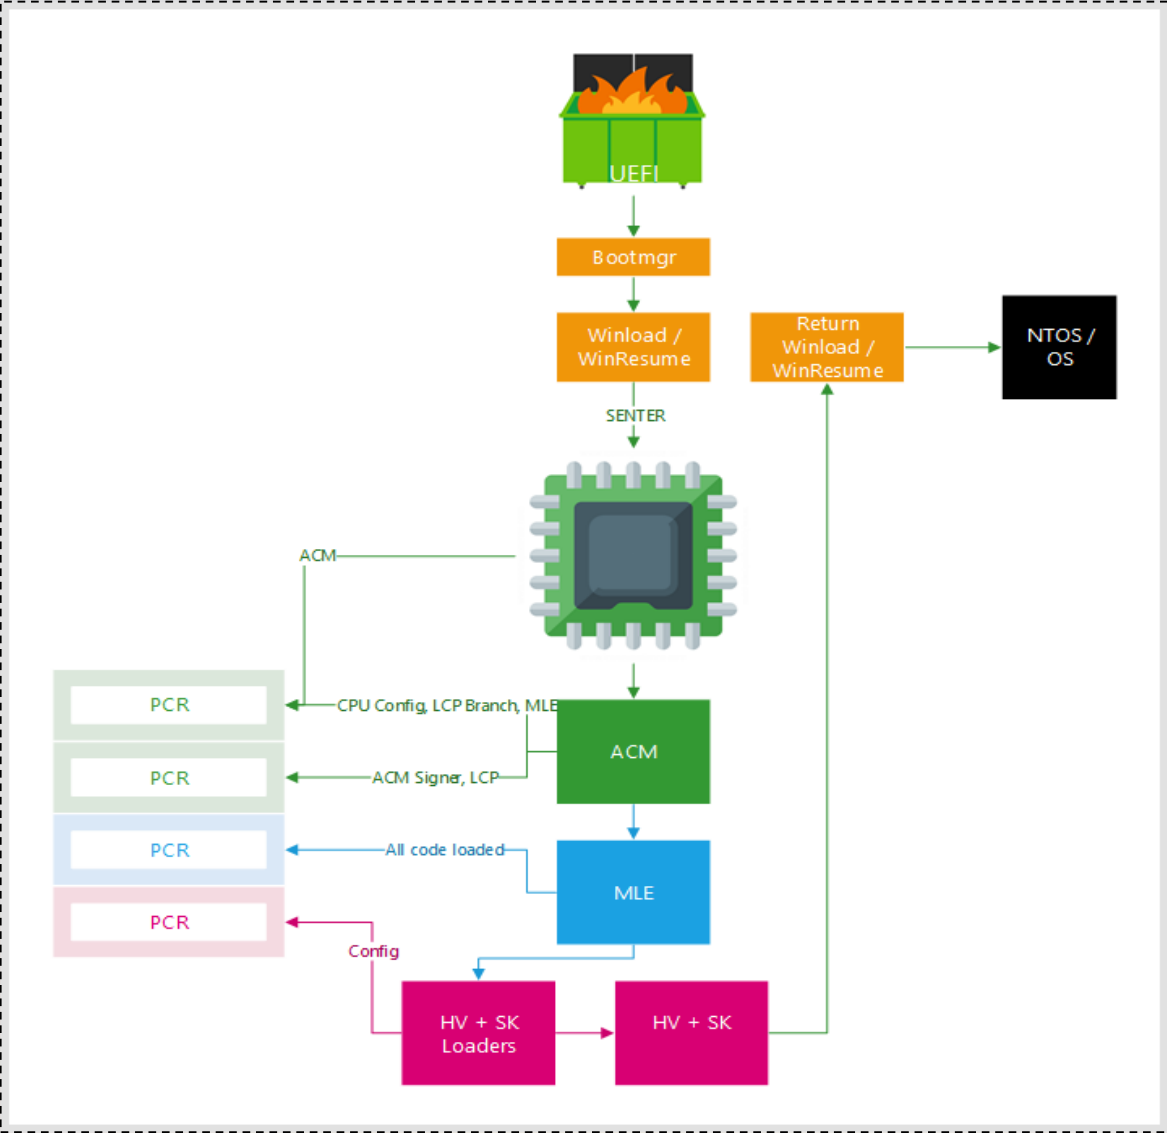 UEFI
Bootmgr
Winload /
WinResume
Return
Winload /
WinResume
NTOS /
OS
SENTER
ACM
PCR
CPU Config, LCP Branch, MLE
ACM
PCR
ACM Signer, LCP
PCR
All code loaded
MLE
PCR
Config
HV + SK
Loaders
HV + SK